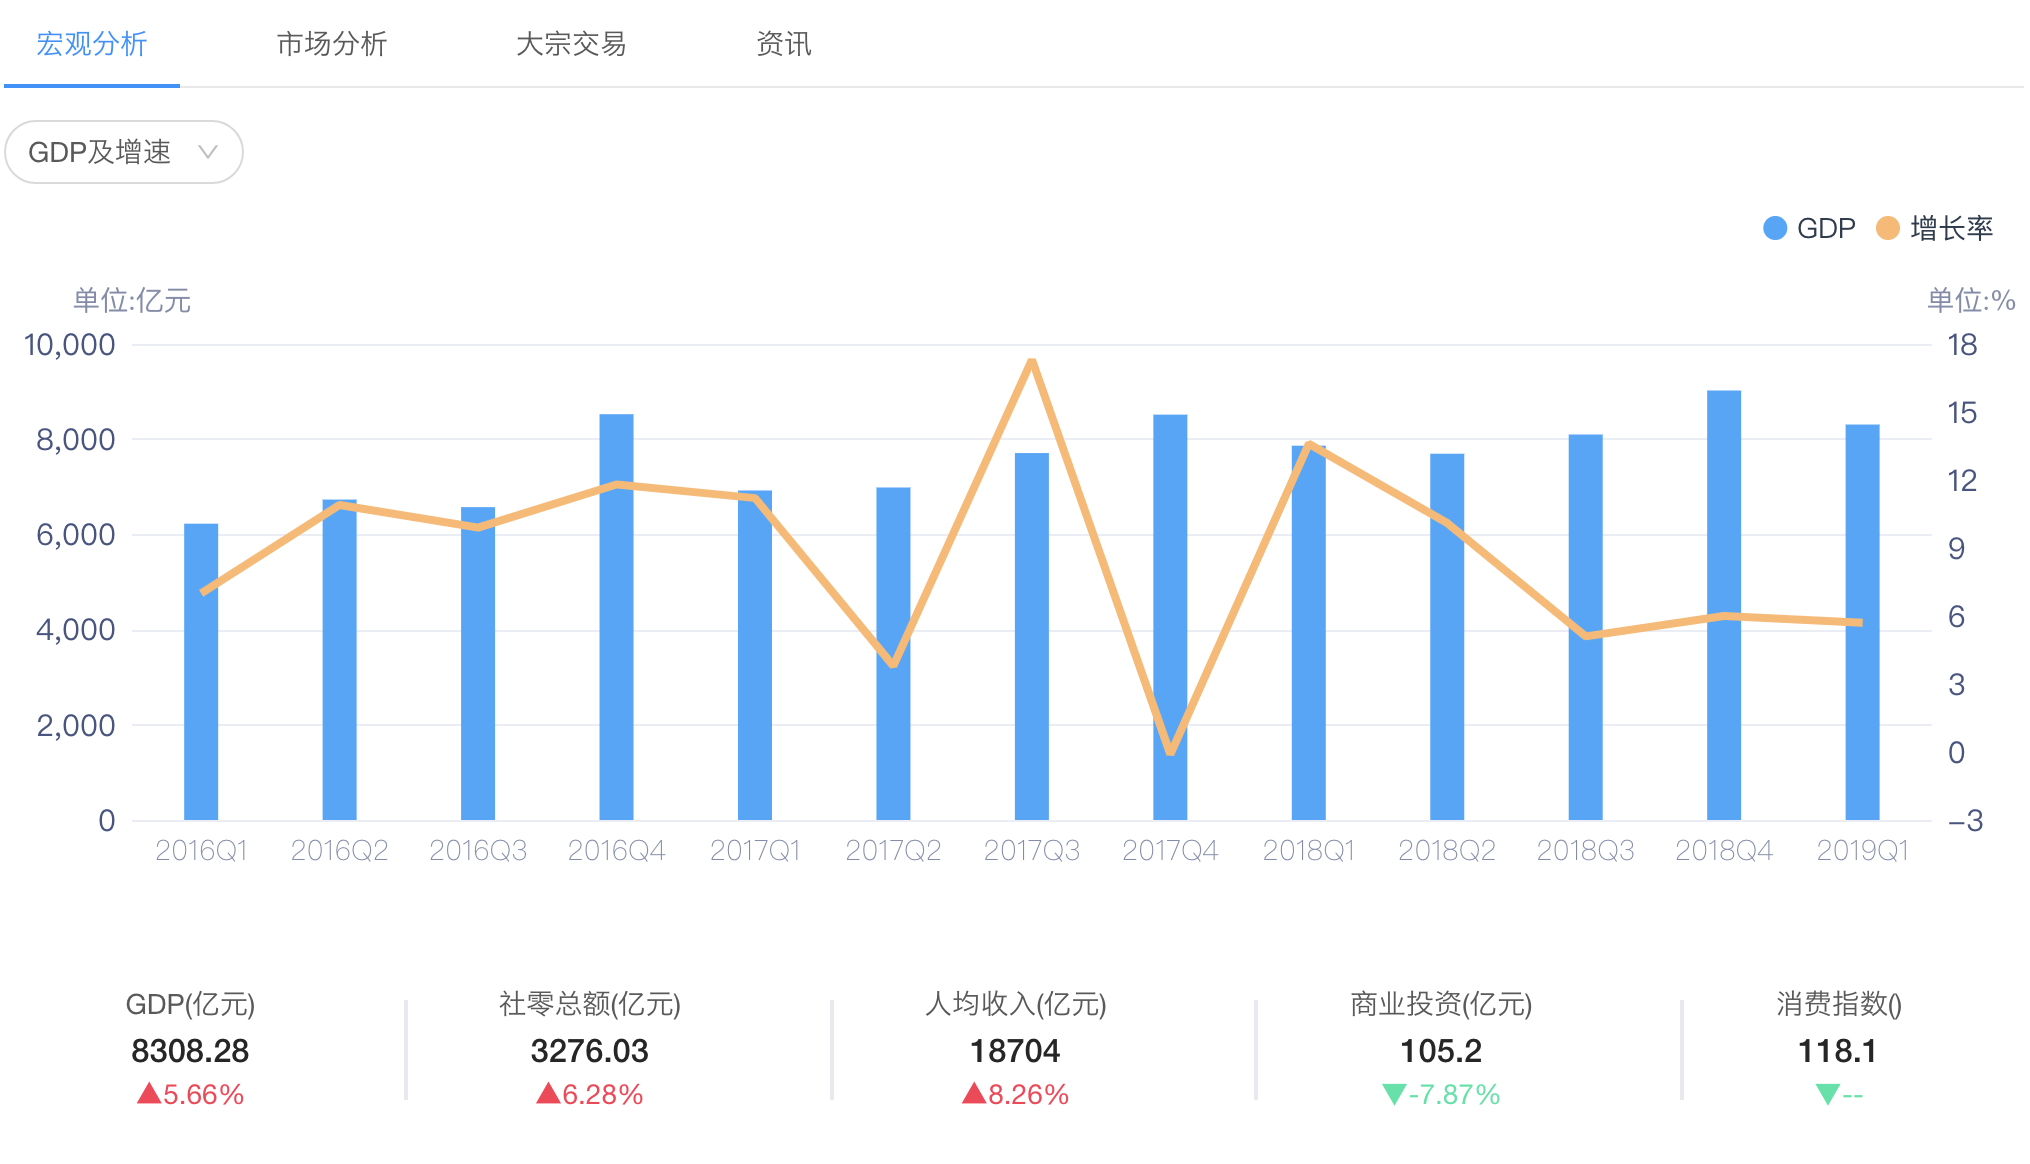 宏观分析 市场分析 大宗交易 资讯
GDP及增速
GDP 增长率
单位:亿元 单位:%
10,000 18
15
8,000
12
6,000
9
4,000 6
3
2,000
0
0 −3
2016Q1 2016Q2 2016Q3 2016Q4 2017Q1 2017Q2 2017Q3 2017Q4 2018Q1 2018Q2 2018Q3 2018Q4 2019Q1
GDP(亿元) 社零总额(亿元) 人均收入(亿元) 商业投资(亿元) 消费指数()
8308.28 3276.03 18704 105.2 118.1
▲5.66% ▲6.28% ▲8.26% ▼-7.87% ▼--